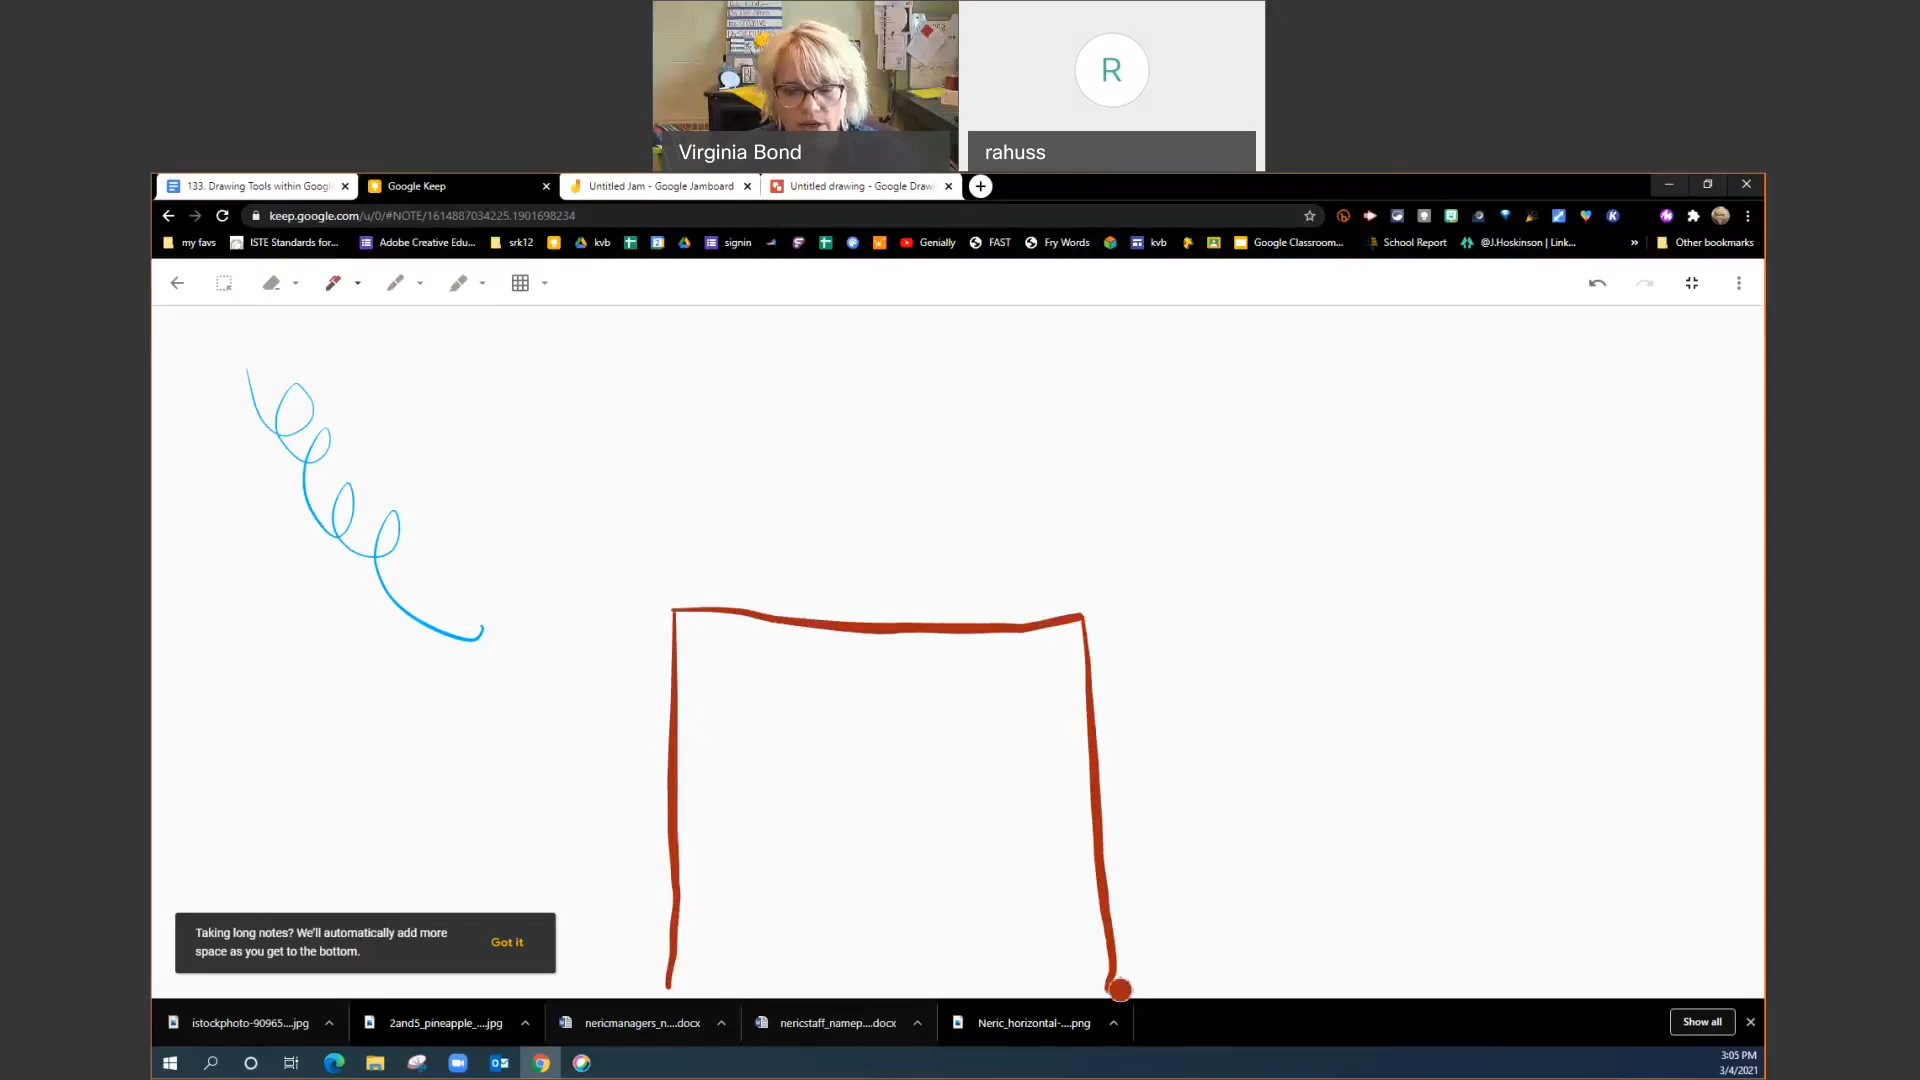 R
Virginia Bond
rahuss
133. Drawing Tools within Googl
Google Keep
Untitled Jam - Google Jamboard
Untitled drawing - Google Draw
keep.google.com/u/0/#NOTE/1614887034225.1901698234
my favs
ISTE Standards for...
Adobe Creative Edu...
srk12
kvb
signin
Genially
FAST
Fry Words
kvb
Google Classroom...
School Report
@J.Hoskinson | Link...
»
Other bookmarks
Taking long notes? We'll automatically add more
space as you get to the bottom.
Got it
istockphoto-90965....jpg
2and5_pineapple_....jpg
nericmanagers_n....docx
nericstaff_namep....docx
Neric_horizontal-....png
Show all
3:05 PM
3/4/2021